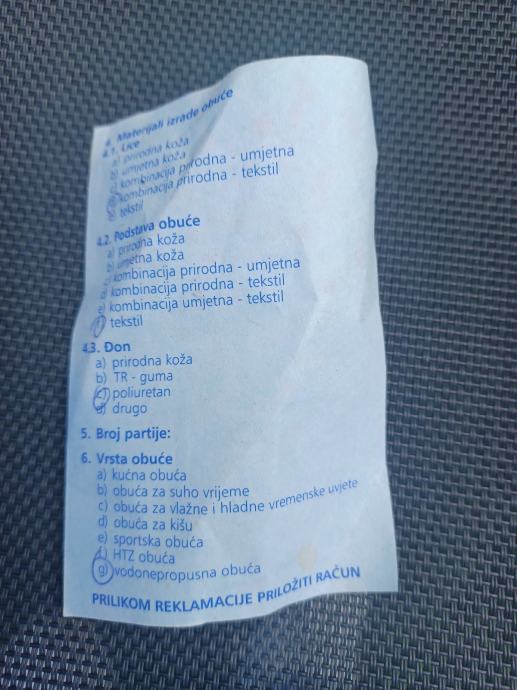 4. Materijali izrade obuće
4.1. Lice
a) prirodna koža
b) umjetna koža
c) kombinacija prirodna - umjetna
d) kombinacija prirodna - tekstil
e) tekstil
4.2. Podstava obuće
a) prirodna koža
b) umjetna koža
c) kombinacija prirodna - umjetna
d) kombinacija prirodna - tekstil
e) kombinacija umjetna - tekstil
f) tekstil
4.3. Đon
a) prirodna koža
b) TR - guma
c) poliuretan
d) drugo
5. Broj partije:
6. Vrsta obuće
a) kućna obuća
b) obuća za suho vrijeme
c) obuća za vlažne i hladne vremenske uvjete
d) obuća za kišu
e) sportska obuća
f) HTZ obuća
g) vodonepropusna obuća
PRILIKOM REKLAMACIJE PRILOŽITI RAČUN